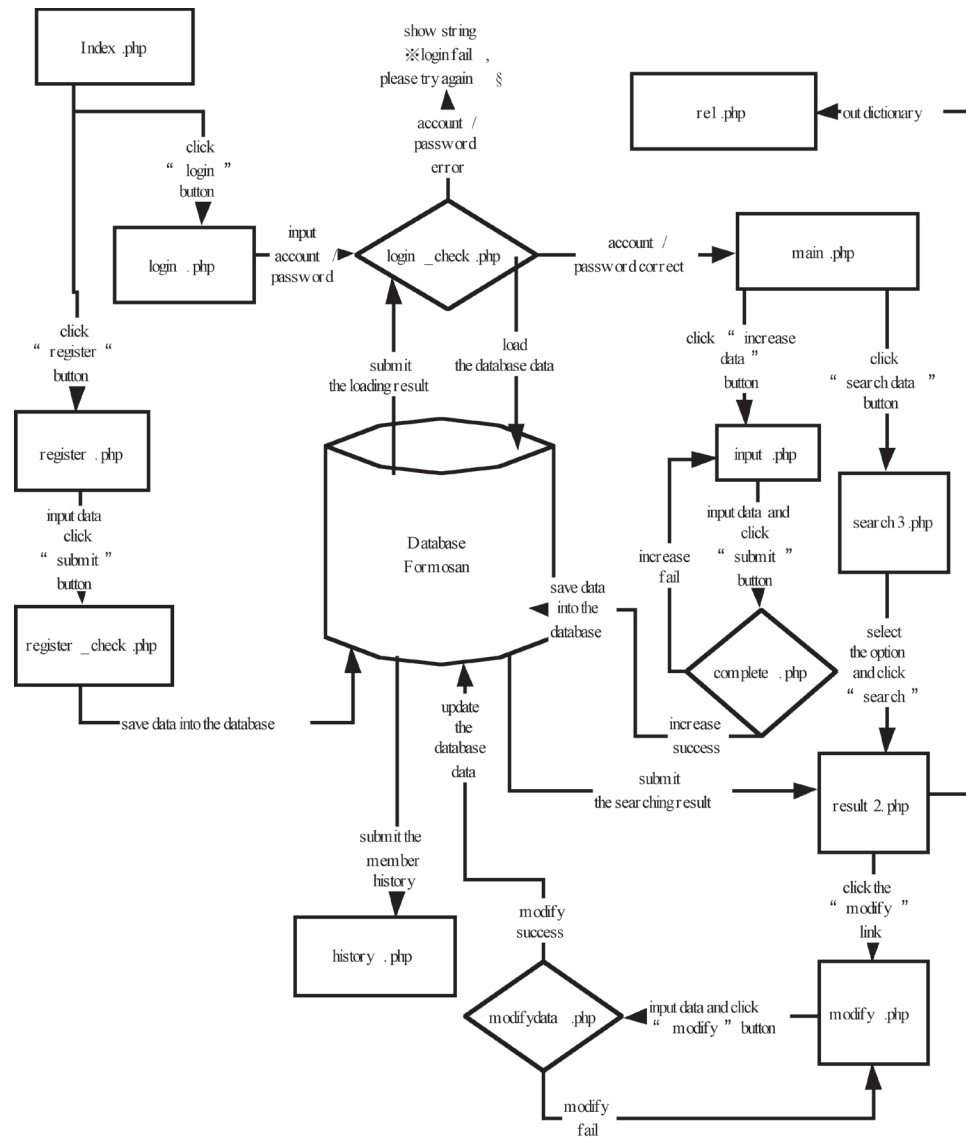 Index .php
show string
※login fail ,
please try again §
account /
password
error
rel .php
out dictionary
click
“ login ”
button
login . php
input
account /
password
login _check .php
account /
password correct
main .php
click
“ register “
button
submit
the loading result
load
the database data
click “ increase
data”
button
click
“ search data ”
button
register . php
input . php
input data
click
“ submit ”
button
Database
Formosan
increase
fail
input data and
click
“ submit ”
button
search 3 .php
save data
into the
database
register _ check .php
complete . php
select
the option
and click
“ search ”
save data into the database
update
the
database
data
increase
success
submit
the searching result
result 2. php
submit the
member
history
click the
“ modify ”
link
modify
success
history . php
modifydata .php
input data and click
“ modify ” button
modify .php
modify
fail